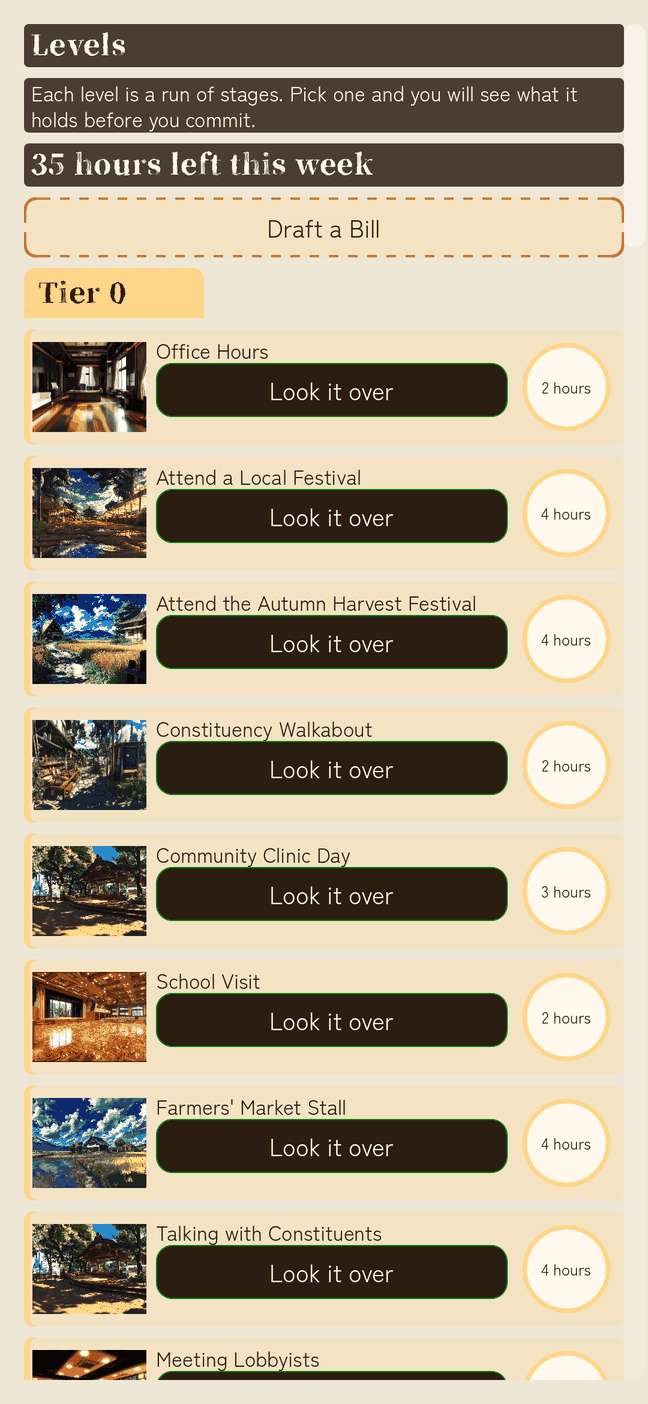 Levels
Each level is a run of stages. Pick one and you will see what it
holds before you commit.
35 hours left this week
Draft a Bill
Tier 0
Office Hours
Look it over
2 hours
Attend a Local Festival
Look it over
4 hours
Attend the Autumn Harvest Festival
Look it over
4 hours
Constituency Walkabout
Look it over
2 hours
Community Clinic Day
Look it over
3 hours
School Visit
Look it over
2 hours
Farmers' Market Stall
Look it over
4 hours
Talking with Constituents
Look it over
4 hours
Meeting Lobbyists